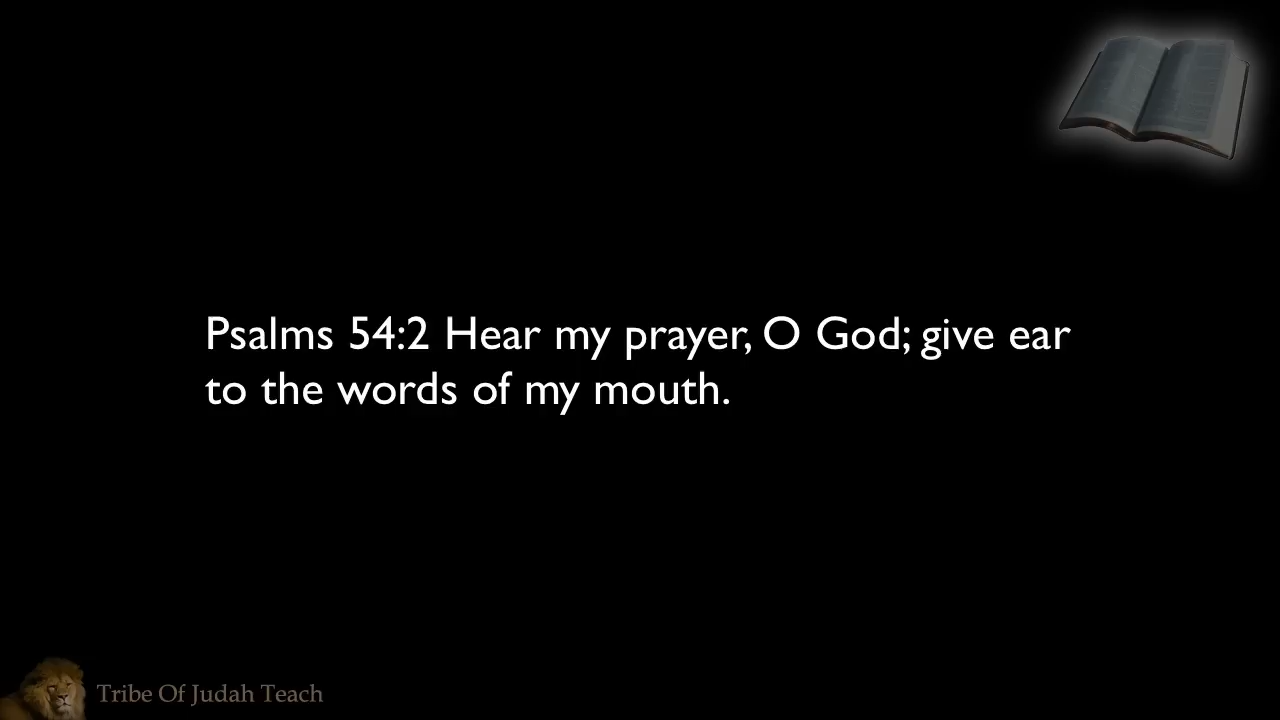 Psalms 54:2 Hear my prayer, O God; give ear
to the words of my mouth.
Tribe Of Judah Teach